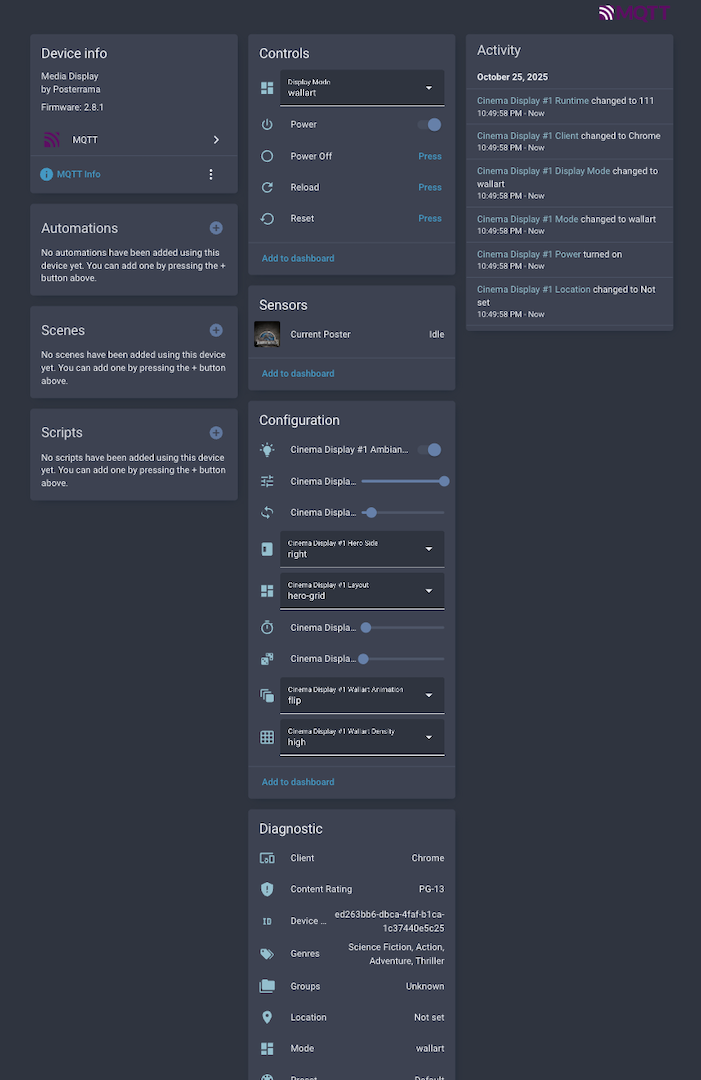 MQTT
Device info
Media Display
by Posterrama
Firmware: 2.8.1
MQTT
MQTT Info
Automations
No automations have been added using this
device yet. You can add one by pressing the +
button above.
Scenes
No scenes have been added using this device
yet. You can add one by pressing the + button
above.
Scripts
No scripts have been added using this device
yet. You can add one by pressing the + button
above.
Controls
Display Mode
wallart
Power
Power Off Press
Reload Press
Reset Press
Add to dashboard
Sensors
Current Poster Idle
Add to dashboard
Configuration
Cinema Display #1 Ambian...
Cinema Displa...
Cinema Displa...
Cinema Display #1 Hero Side
right
Cinema Display #1 Layout
hero-grid
Cinema Displa...
Cinema Displa...
Cinema Display #1 Wallart Animation
flip
Cinema Display #1 Wallart Density
high
Add to dashboard
Diagnostic
Client Chrome
Content Rating PG-13
ID Device ... ed263bb6-dbca-4faf-b1ca-
1c37440e5c25
Genres Science Fiction, Action,
Adventure, Thriller
Groups Unknown
Location Not set
Mode wallart
Preset Default
Activity
October 25, 2025
Cinema Display #1 Runtime changed to 111
10:49:58 PM - Now
Cinema Display #1 Client changed to Chrome
10:49:58 PM - Now
Cinema Display #1 Display Mode changed to
wallart
10:49:58 PM - Now
Cinema Display #1 Mode changed to wallart
10:49:58 PM - Now
Cinema Display #1 Power turned on
10:49:58 PM - Now
Cinema Display #1 Location changed to Not
set
10:49:58 PM - Now